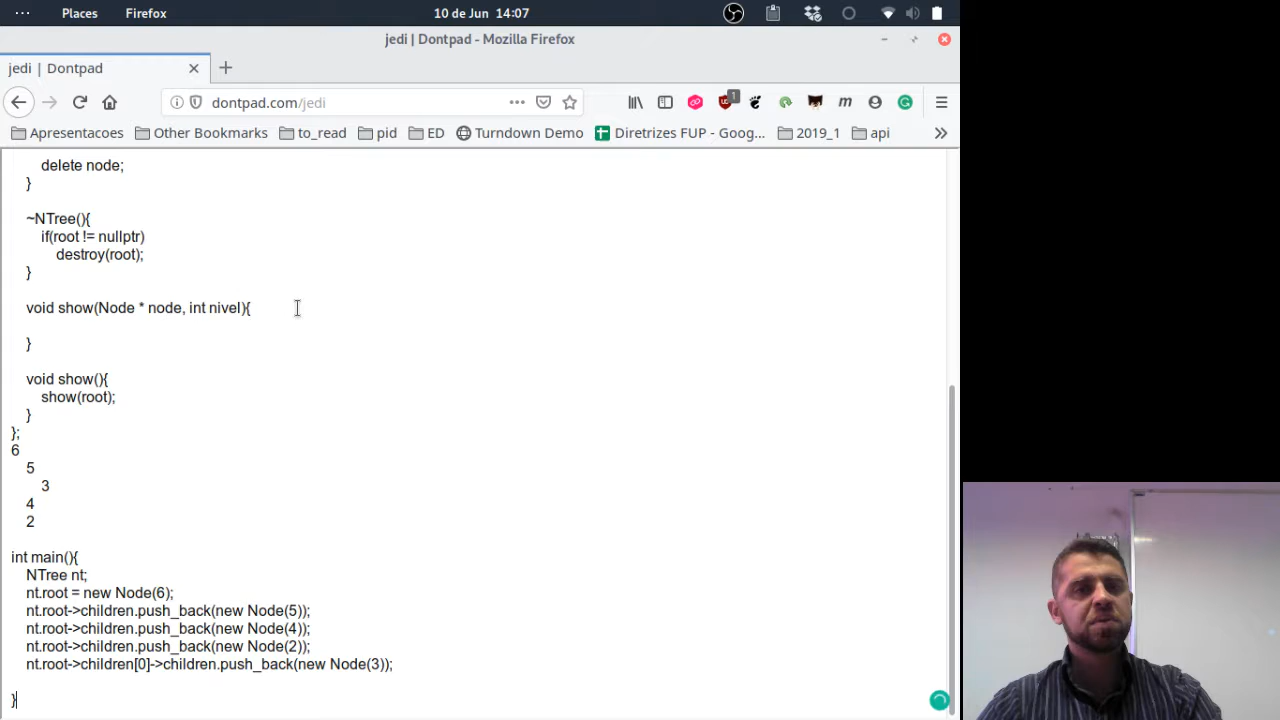 Places Firefox 10 de Jun 14:07
jedi | Dontpad - Mozilla Firefox
jedi | Dontpad
dontpad.com/jedi 1 m
Apresentacoes Other Bookmarks to_read pid ED Turndown Demo Diretrizes FUP - Goog... 2019_1 api
delete node;
}
~NTree(){
if(root != nullptr)
destroy(root);
}
void show(Node * node, int nivel){
}
void show(){
show(root);
}
};
6
5
3
4
2
int main(){
NTree nt;
nt.root = new Node(6);
nt.root->children.push_back(new Node(5));
nt.root->children.push_back(new Node(4));
nt.root->children.push_back(new Node(2));
nt.root->children[0]->children.push_back(new Node(3));
}